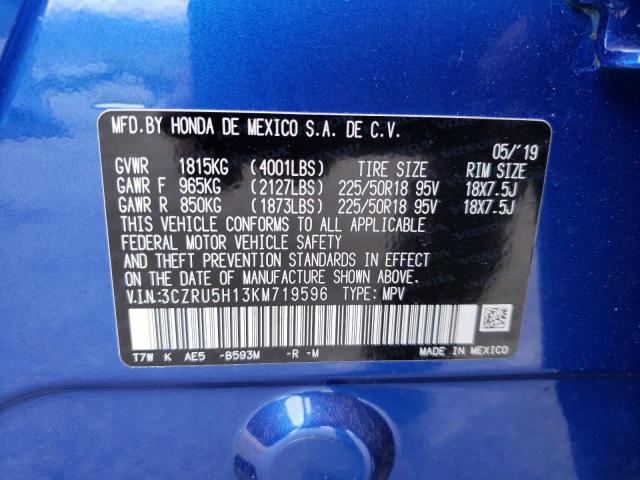 MFD.BY HONDA DE MEXICO S.A. DE C.V.
05/'19
GVWR 1815KG (4001LBS) TIRE SIZE RIM SIZE
GAWR F 965KG (2127LBS) 225/50R18 95V 18X7.5J
GAWR R 850KG (1873LBS) 225/50R18 95V 18X7.5J
THIS VEHICLE CONFORMS TO ALL APPLICABLE
FEDERAL MOTOR VEHICLE SAFETY
AND THEFT PREVENTION STANDARDS IN EFFECT
ON THE DATE OF MANUFACTURE SHOWN ABOVE.
V.I.N:3CZRU5H13KM719596 TYPE: MPV
T7W K AE5 -B593M -R -M MADE IN MEXICO